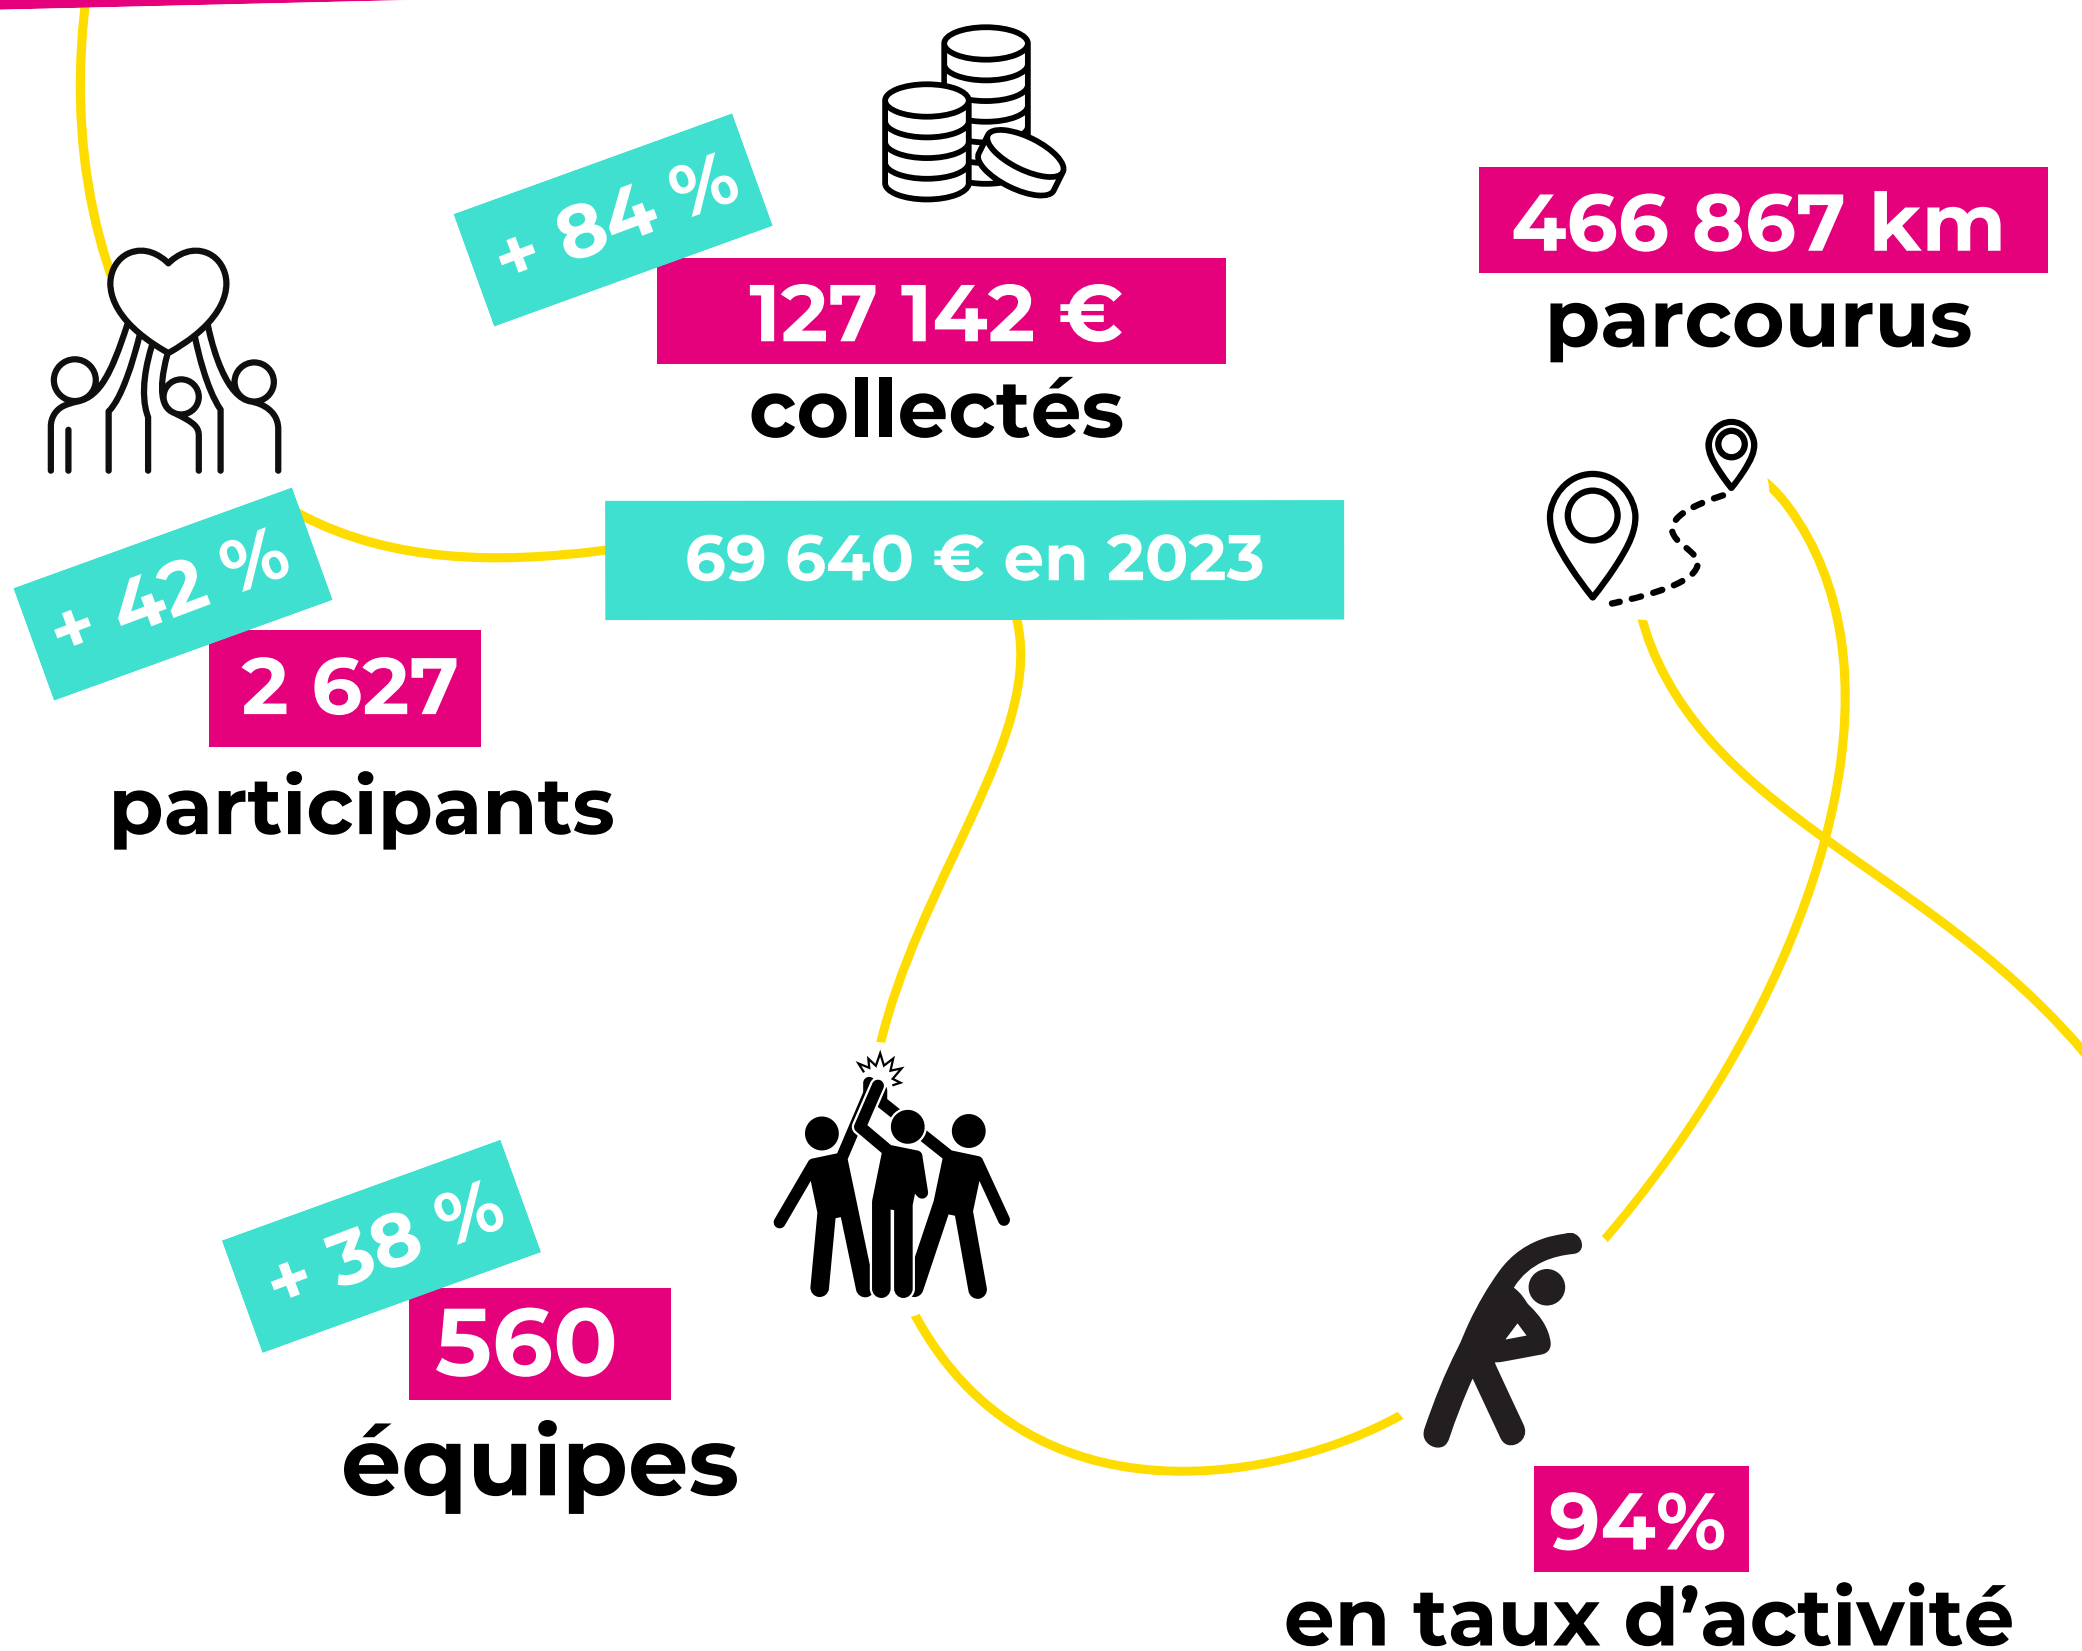 + 84 %
127 142 €
collectés
69 640 € en 2023
466 867 km
parcourus
+ 42 %
2 627
participants
+ 38 %
560
équipes
94%
en taux d’activité